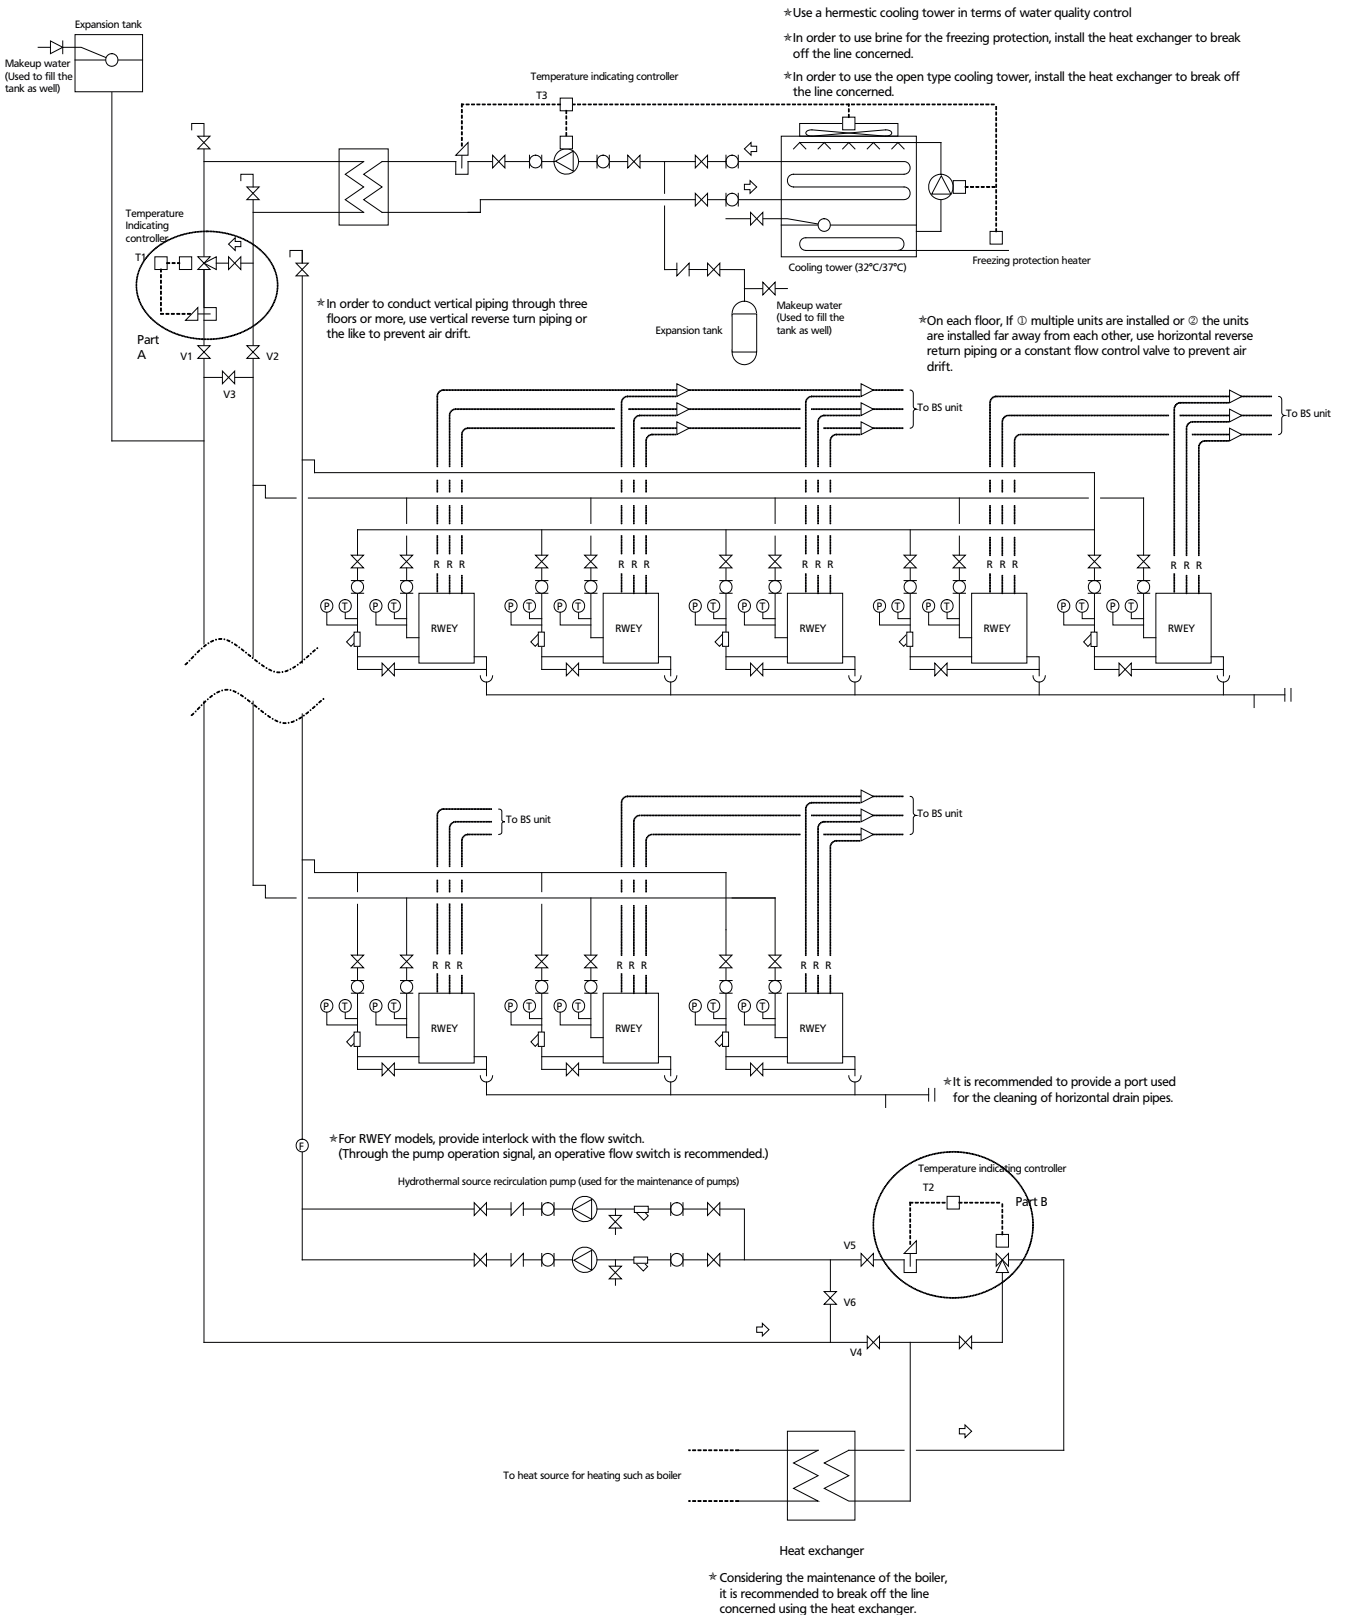 ✳Use a hermestic cooling tower in terms of water quality control
✳In order to use brine for the freezing protection, install the heat exchanger to break
off the line concerned.
✳In order to use the open type cooling tower, install the heat exchanger to break off
the line concerned.
Expansion tank
Makeup water
(Used to fill the
tank as well)
Temperature indicating controller
T3
Temperature
Indicating
controller
T1
Part
A
V1
V2
V3
Cooling tower (32°C/37°C)
Freezing protection heater
✳In order to conduct vertical piping through three
floors or more, use vertical reverse turn piping or
the like to prevent air drift.
Expansion tank
Makeup water
(Used to fill the
tank as well)
✳On each floor, If ① multiple units are installed or ② the units
are installed far away from each other, use horizontal reverse
return piping or a constant flow control valve to prevent air
drift.
To BS unit
To BS unit
R R R
R R R
R R R
R R R
R R R
P T P T
P T P T
P T P T
P T P T
P T P T
RWEY
RWEY
RWEY
RWEY
RWEY
To BS unit
To BS unit
R R R
R R R
R R R
P T P T
P T P T
P T P T
RWEY
RWEY
RWEY
✳It is recommended to provide a port used
for the cleaning of horizontal drain pipes.
F
✳For RWEY models, provide interlock with the flow switch.
(Through the pump operation signal, an operative flow switch is recommended.)
Hydrothermal source recirculation pump (used for the maintenance of pumps)
Temperature indicating controller
T2
Part B
V5
V6
V4
To heat source for heating such as boiler
Heat exchanger
✳ Considering the maintenance of the boiler,
it is recommended to break off the line
concerned using the heat exchanger.